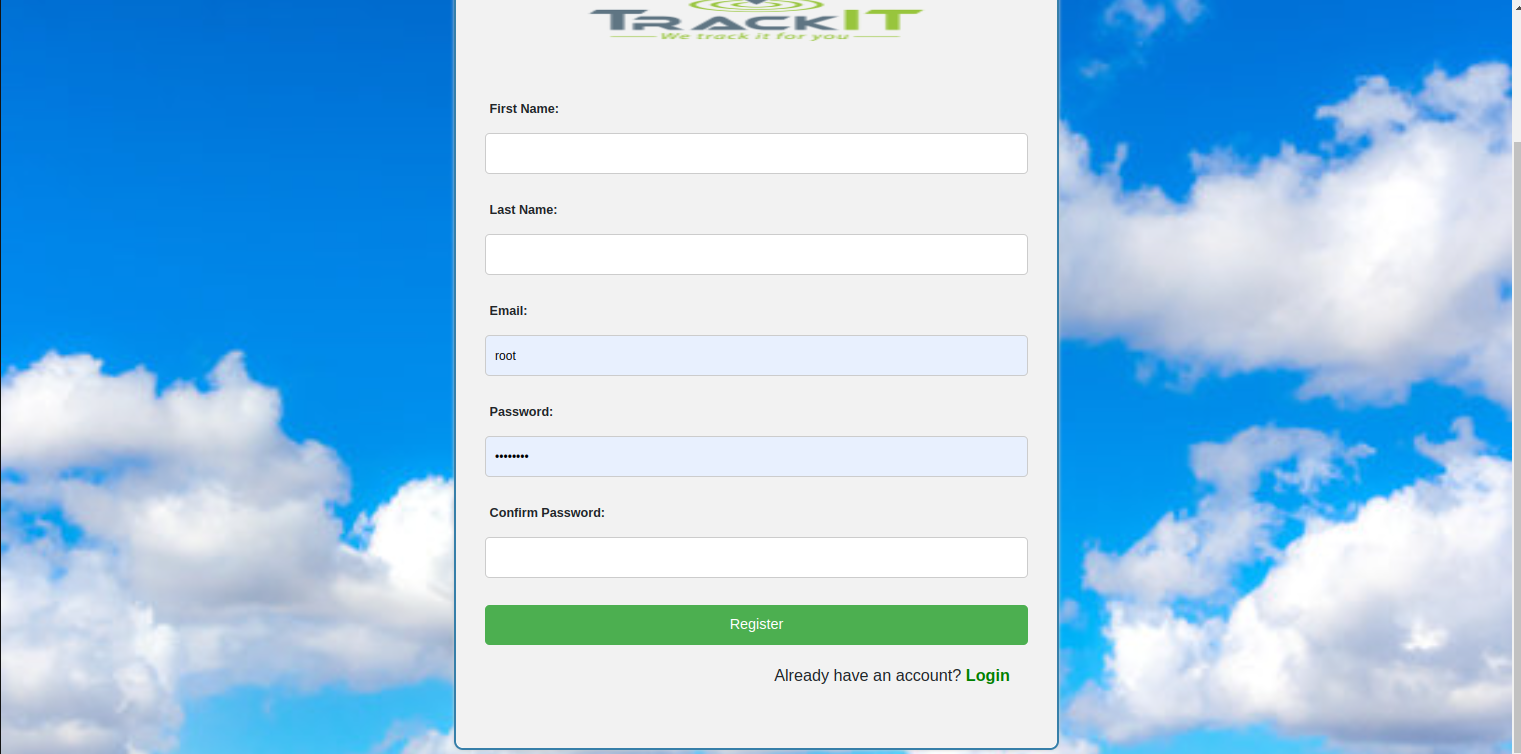 TRACKIT
We track it for you
First Name:
Last Name:
Email:
root
Password:
••••••••
Confirm Password:
Register
Already have an account? Login